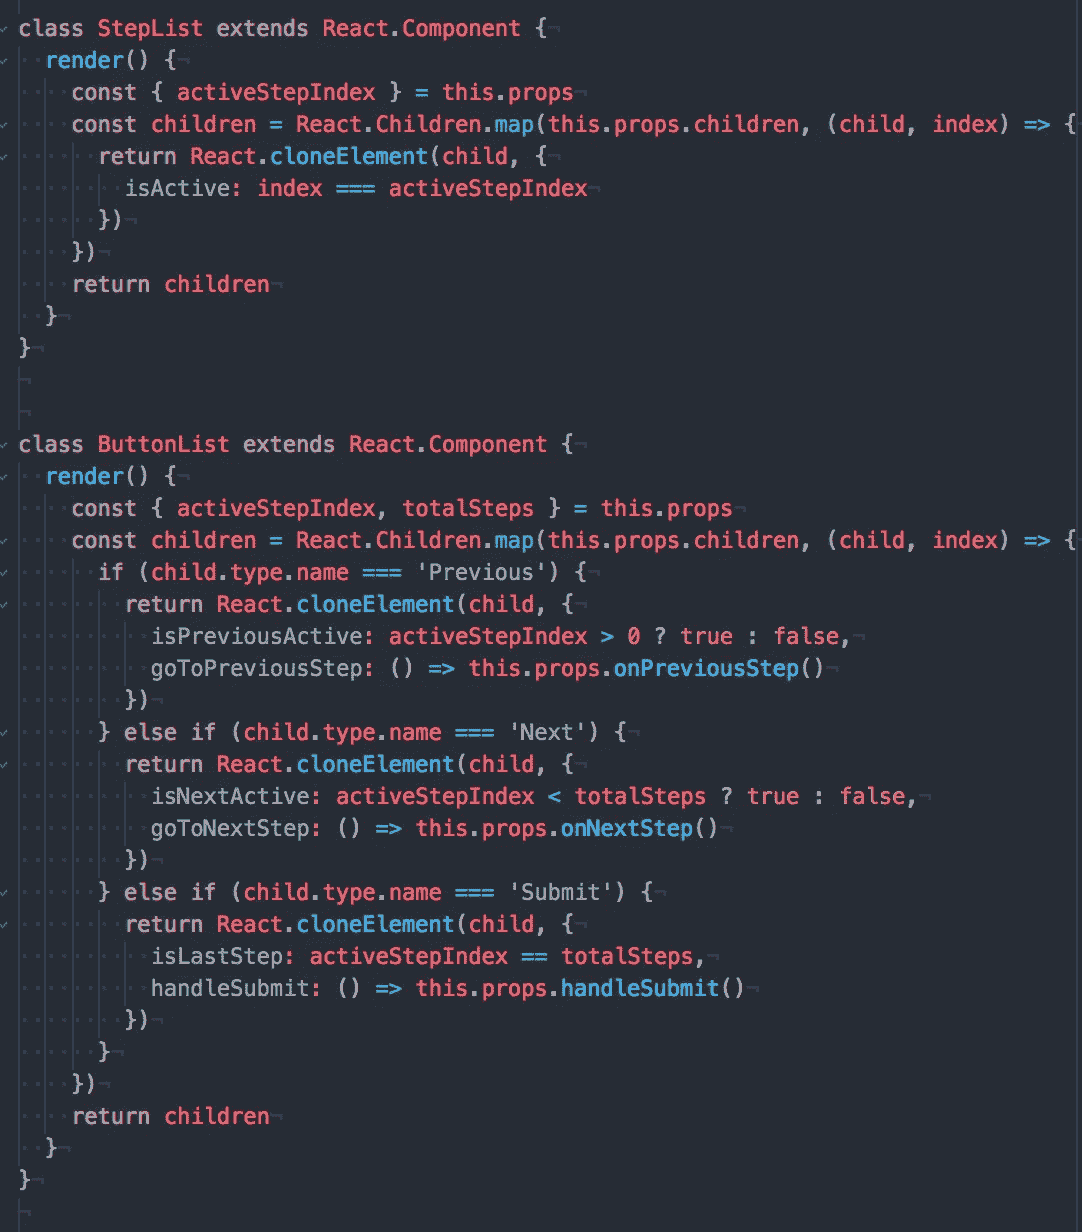 class StepList extends React.Component {
  render() {
    const { activeStepIndex } = this.props
    const children = React.Children.map(this.props.children, (child, index) => {
      return React.cloneElement(child, {
        isActive: index === activeStepIndex
      })
    })
    return children
  }
}
class ButtonList extends React.Component {
  render() {
    const { activeStepIndex, totalSteps } = this.props
    const children = React.Children.map(this.props.children, (child, index) => {
      if (child.type.name === 'Previous') {
        return React.cloneElement(child, {
          isPreviousActive: activeStepIndex > 0 ? true : false,
          goToPreviousStep: () => this.props.onPreviousStep()
        })
      } else if (child.type.name === 'Next') {
        return React.cloneElement(child, {
          isNextActive: activeStepIndex < totalSteps ? true : false,
          goToNextStep: () => this.props.onNextStep()
        })
      } else if (child.type.name === 'Submit') {
        return React.cloneElement(child, {
          isLastStep: activeStepIndex == totalSteps,
          handleSubmit: () => this.props.handleSubmit()
        })
      }
    })
    return children
  }
}